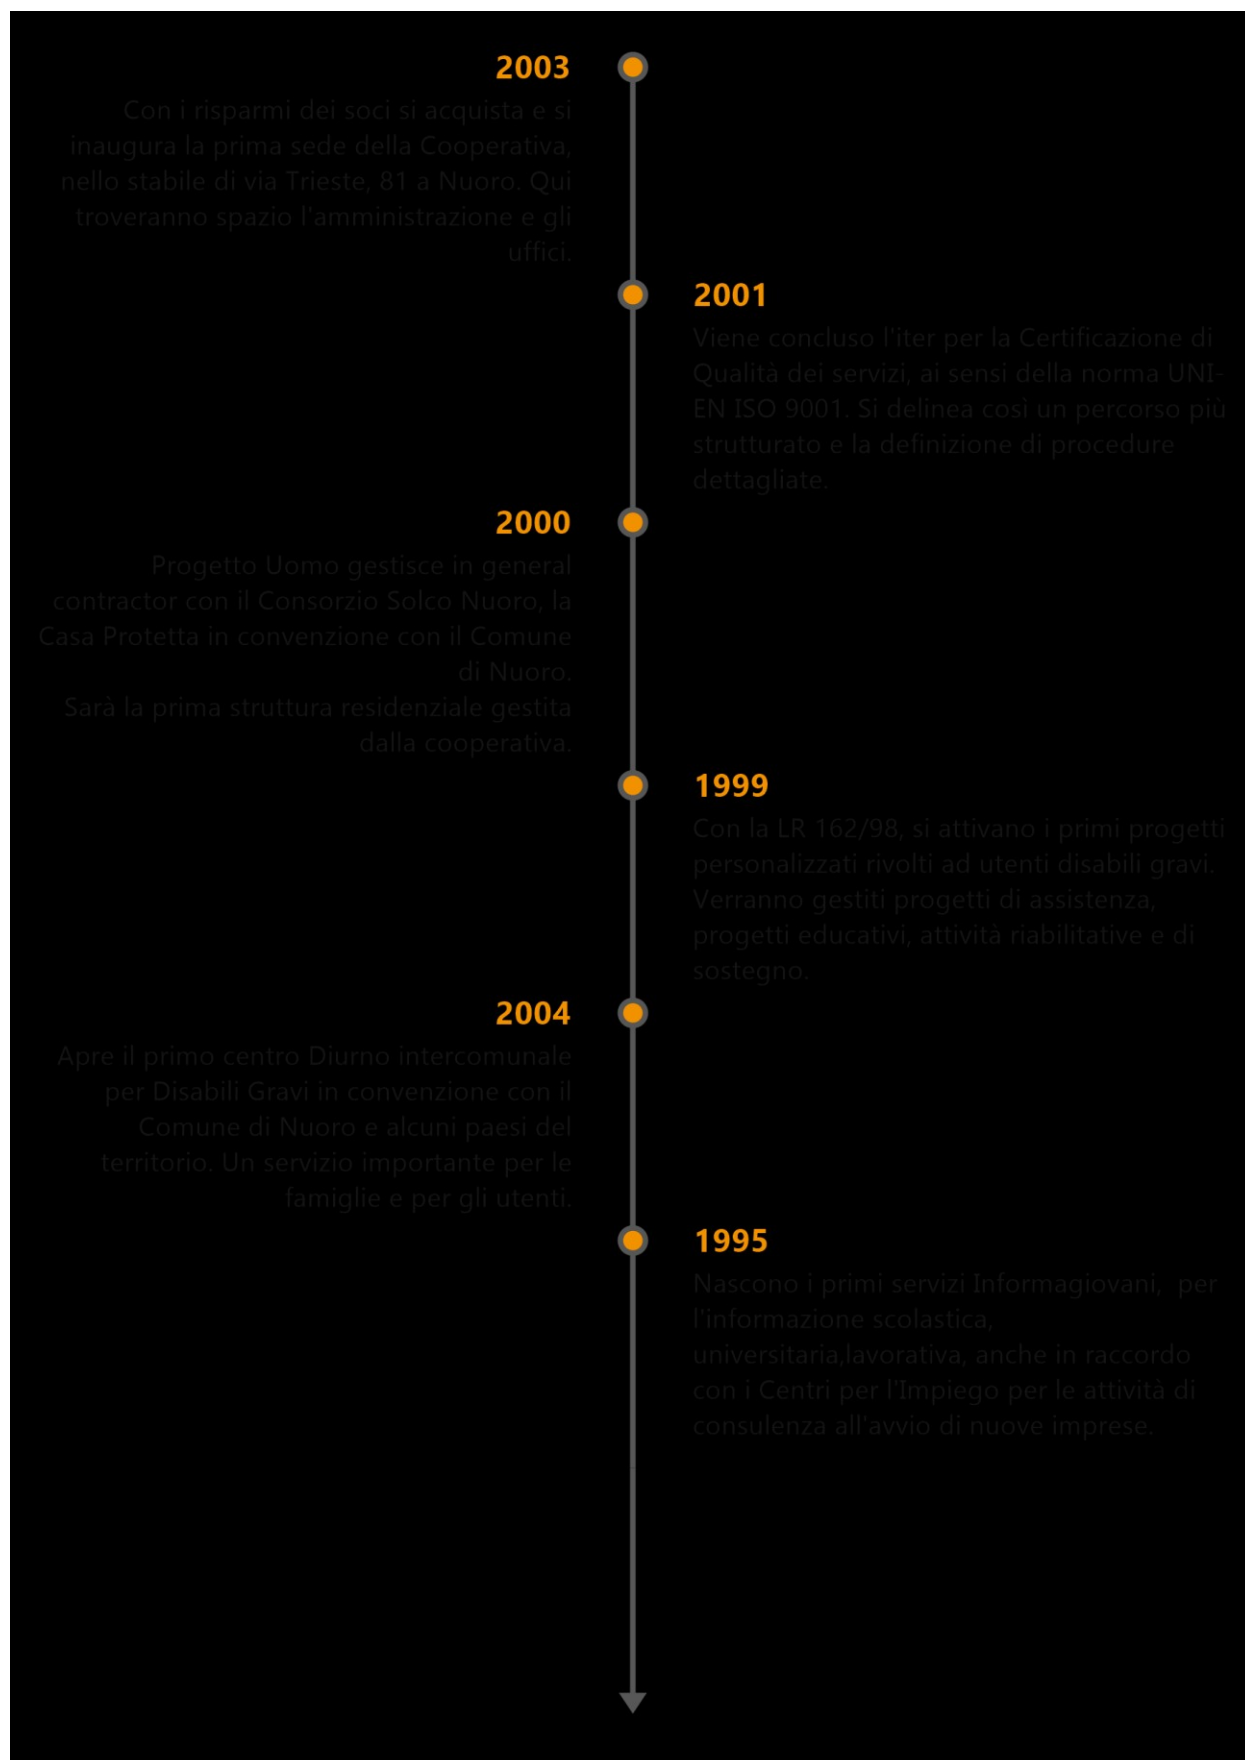 2003
Con i risparmi dei soci si acquista e si
inaugura la prima sede della Cooperativa,
nello stabile di via Trieste, 81 a Nuoro. Qui
troveranno spazio l'amministrazione e gli
uffici.
2001
Viene concluso l'iter per la Certificazione di
Qualità dei servizi, ai sensi della norma UNI-
EN ISO 9001. Si delinea così un percorso più
strutturato e la definizione di procedure
dettagliate.
2000
Progetto Uomo gestisce in general
contractor con il Consorzio Solco Nuoro, la
Casa Protetta in convenzione con il Comune
di Nuoro.
Sarà la prima struttura residenziale gestita
dalla cooperativa.
1999
Con la LR 162/98, si attivano i primi progetti
personalizzati rivolti ad utenti disabili gravi.
Verranno gestiti progetti di assistenza,
progetti educativi, attività riabilitative e di
sostegno.
2004
Apre il primo centro Diurno intercomunale
per Disabili Gravi in convenzione con il
Comune di Nuoro e alcuni paesi del
territorio. Un servizio importante per le
famiglie e per gli utenti.
1995
Nascono i primi servizi Informagiovani,  per
l'informazione scolastica,
universitaria,lavorativa, anche in raccordo
con i Centri per l'Impiego per le attività di
consulenza all'avvio di nuove imprese.